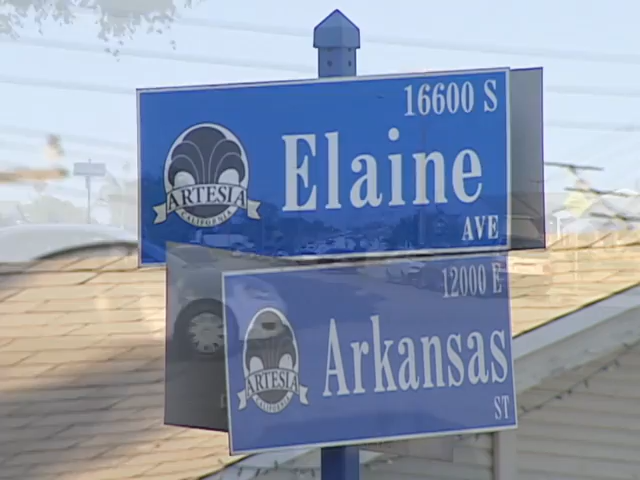 16600 S
Elaine
AVE
ARTESIA
CALIFORNIA
12000 E
Arkansas
ST
ARTESIA
CALIFORNIA